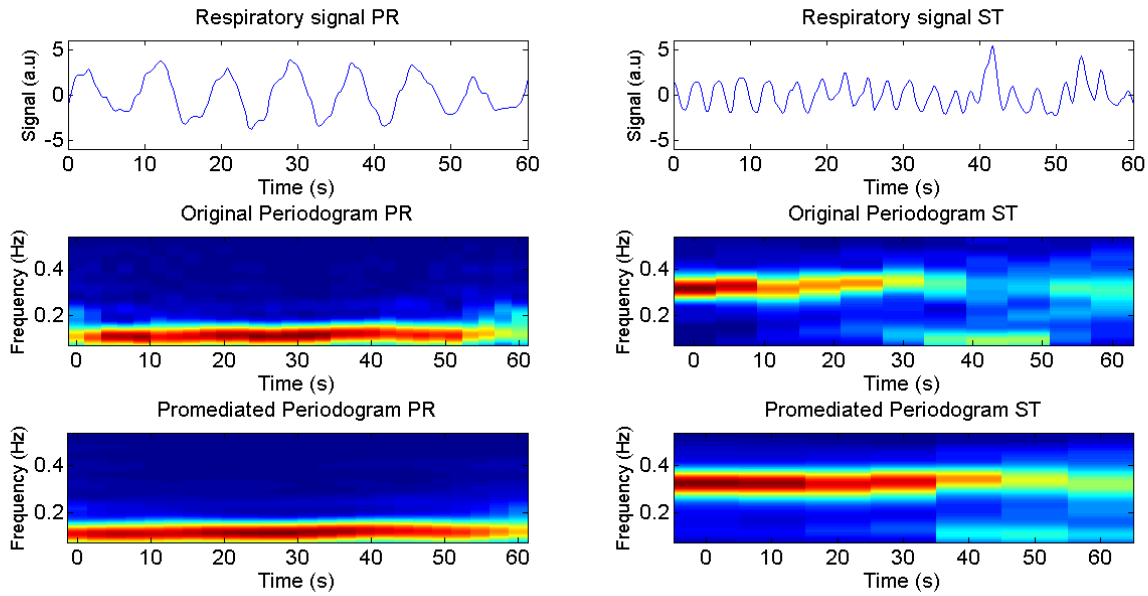 Respiratory signal PR
Signal (a.u)
5
0
-5
0 10 20 30 40 50 60
Time (s)
Respiratory signal ST
Signal (a.u)
5
0
-5
0 10 20 30 40 50 60
Time (s)
Original Periodogram PR
Frequency (Hz)
0.4
0.2
0 10 20 30 40 50 60
Time (s)
Original Periodogram ST
Frequency (Hz)
0.4
0.2
0 10 20 30 40 50 60
Time (s)
Promediated Periodogram PR
Frequency (Hz)
0.4
0.2
0 10 20 30 40 50 60
Time (s)
Promediated Periodogram ST
Frequency (Hz)
0.4
0.2
0 10 20 30 40 50 60
Time (s)